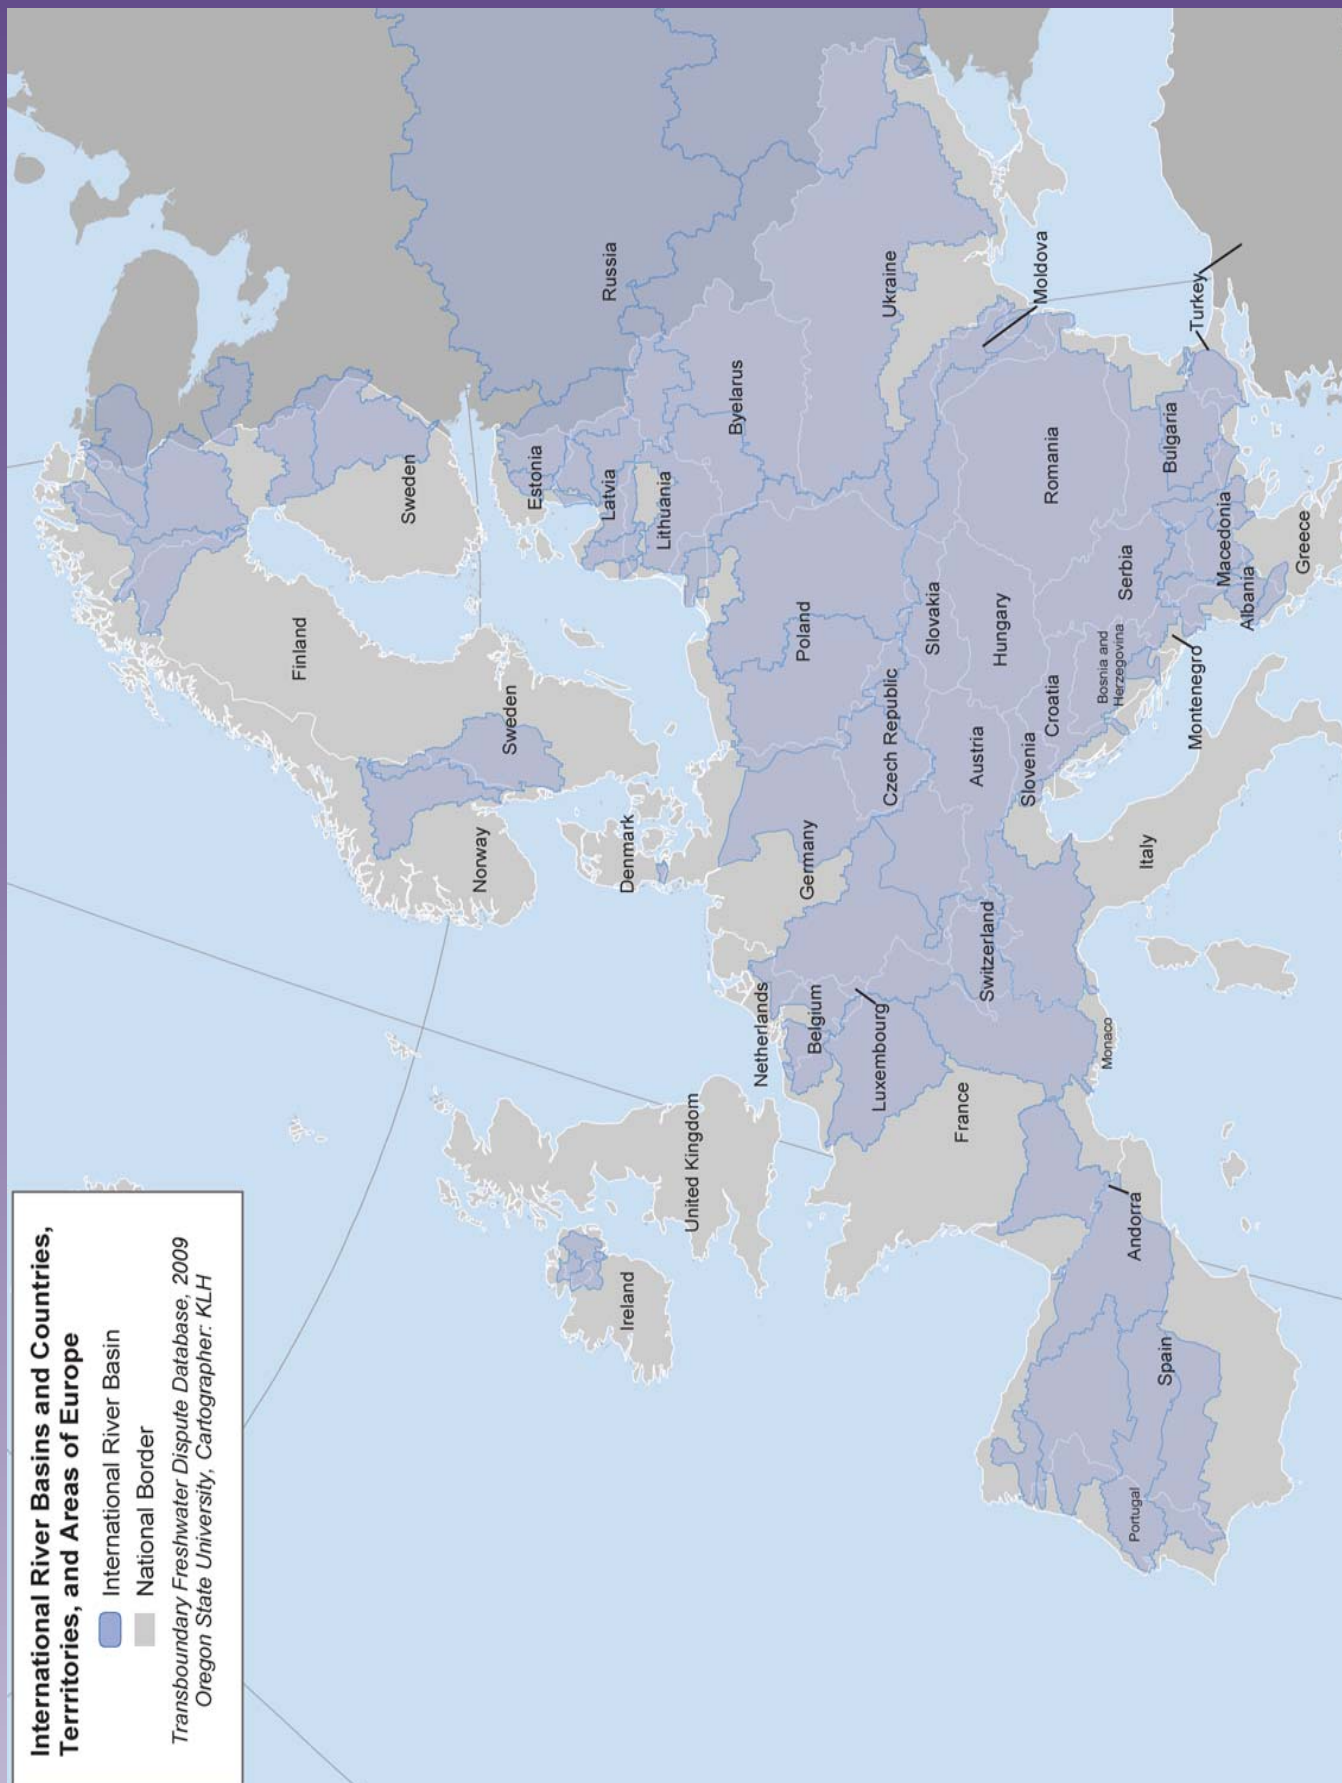 International River Basins and Countries,
Terrritories, and Areas of Europe
International River Basin
National Border
Transboundary Freshwater Dispute Database, 2009
Oregon State University, Cartographer: KLH
Finland
Sweden
Sweden
Norway
Denmark
Estonia
Latvia
Lithuania
Russia
Byelarus
Ukraine
Moldova
Poland
Germany
Czech Republic
Slovakia
Hungary
Romania
Austria
Slovenia
Croatia
Bosnia and
Herzegovina
Serbia
Montenegro
Bulgaria
Macedonia
Albania
Greece
Turkey
Italy
Switzerland
Netherlands
Belgium
Luxembourg
France
Monaco
United Kingdom
Ireland
Andorra
Spain
Portugal